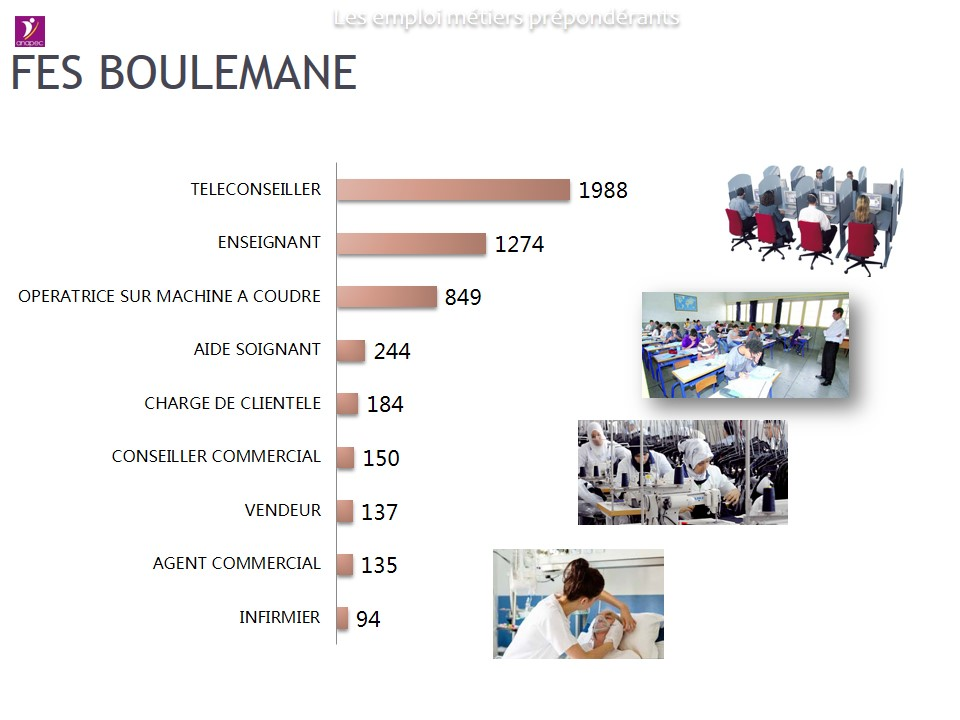 Les emploi métiers prépondérants
anapec
FES BOULEMANE
TELECONSEILLER 1988
ENSEIGNANT 1274
OPERATRICE SUR MACHINE A COUDRE 849
AIDE SOIGNANT 244
CHARGE DE CLIENTELE 184
CONSEILLER COMMERCIAL 150
VENDEUR 137
AGENT COMMERCIAL 135
INFIRMIER 94